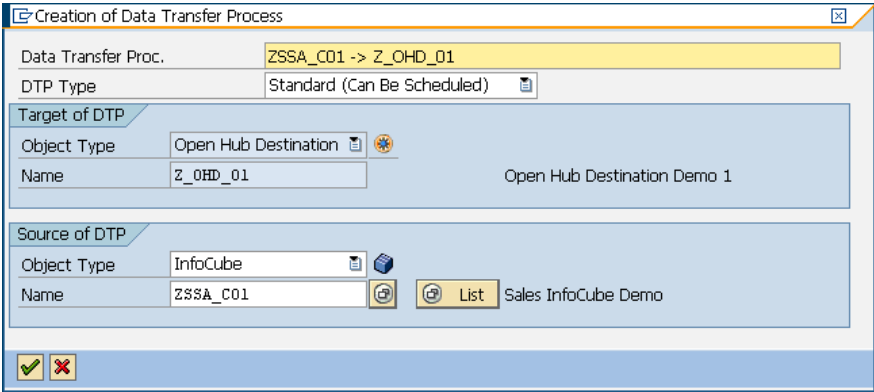 Creation of Data Transfer Process
Data Transfer Proc. ZSSA_C01 -> Z_OHD_01
DTP Type Standard (Can Be Scheduled)
Target of DTP
Object Type Open Hub Destination
Name Z_OHD_01 Open Hub Destination Demo 1
Source of DTP
Object Type InfoCube
Name ZSSA_C01 List Sales InfoCube Demo